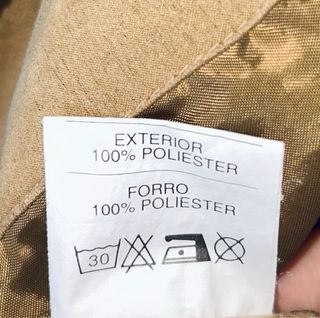 EXTERIOR
100% POLIESTER
FORRO
100% POLIESTER
30